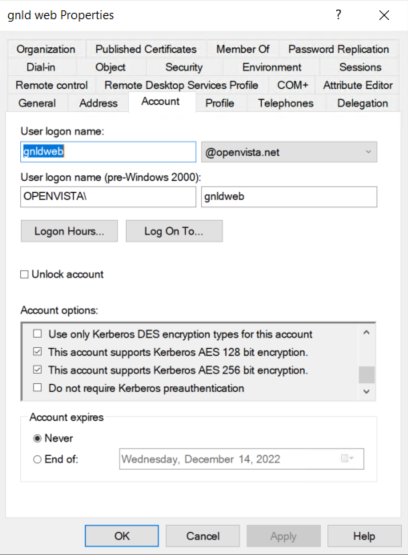 gnld web Properties
Organization Published Certificates Member Of Password Replication
Dial-in Object Security Environment Sessions
Remote control Remote Desktop Services Profile COM+ Attribute Editor
General Address Account Profile Telephones Delegation
User logon name:
gnldweb @openvista.net
User logon name (pre-Windows 2000):
OPENVISTA\ gnldweb
Logon Hours... Log On To...
Unlock account
Account options:
Use only Kerberos DES encryption types for this account
This account supports Kerberos AES 128 bit encryption.
This account supports Kerberos AES 256 bit encryption.
Do not require Kerberos preauthentication
Account expires
Never
End of: Wednesday, December 14, 2022
OK Cancel Apply Help